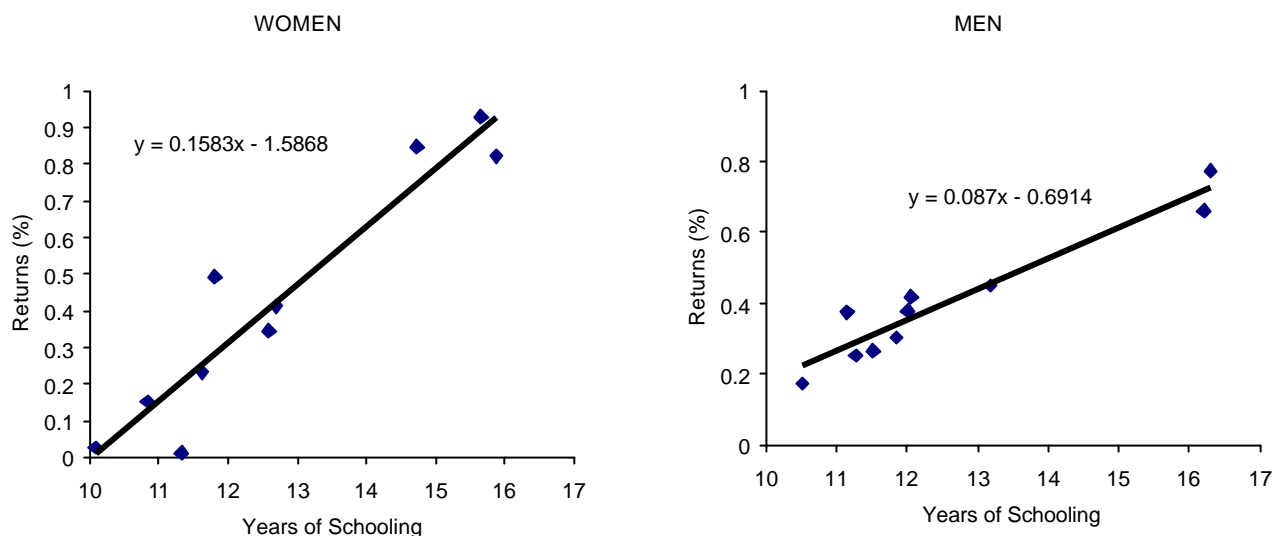 WOMEN
1
0.9
0.8
0.7
0.6
0.5
0.4
0.3
0.2
0.1
0
y = 0.1583x - 1.5868
Returns (%)
10 11 12 13 14 15 16 17
Years of Schooling
MEN
1
0.8
0.6
0.4
0.2
0
y = 0.087x - 0.6914
Returns (%)
10 11 12 13 14 15 16 17
Years of Schooling